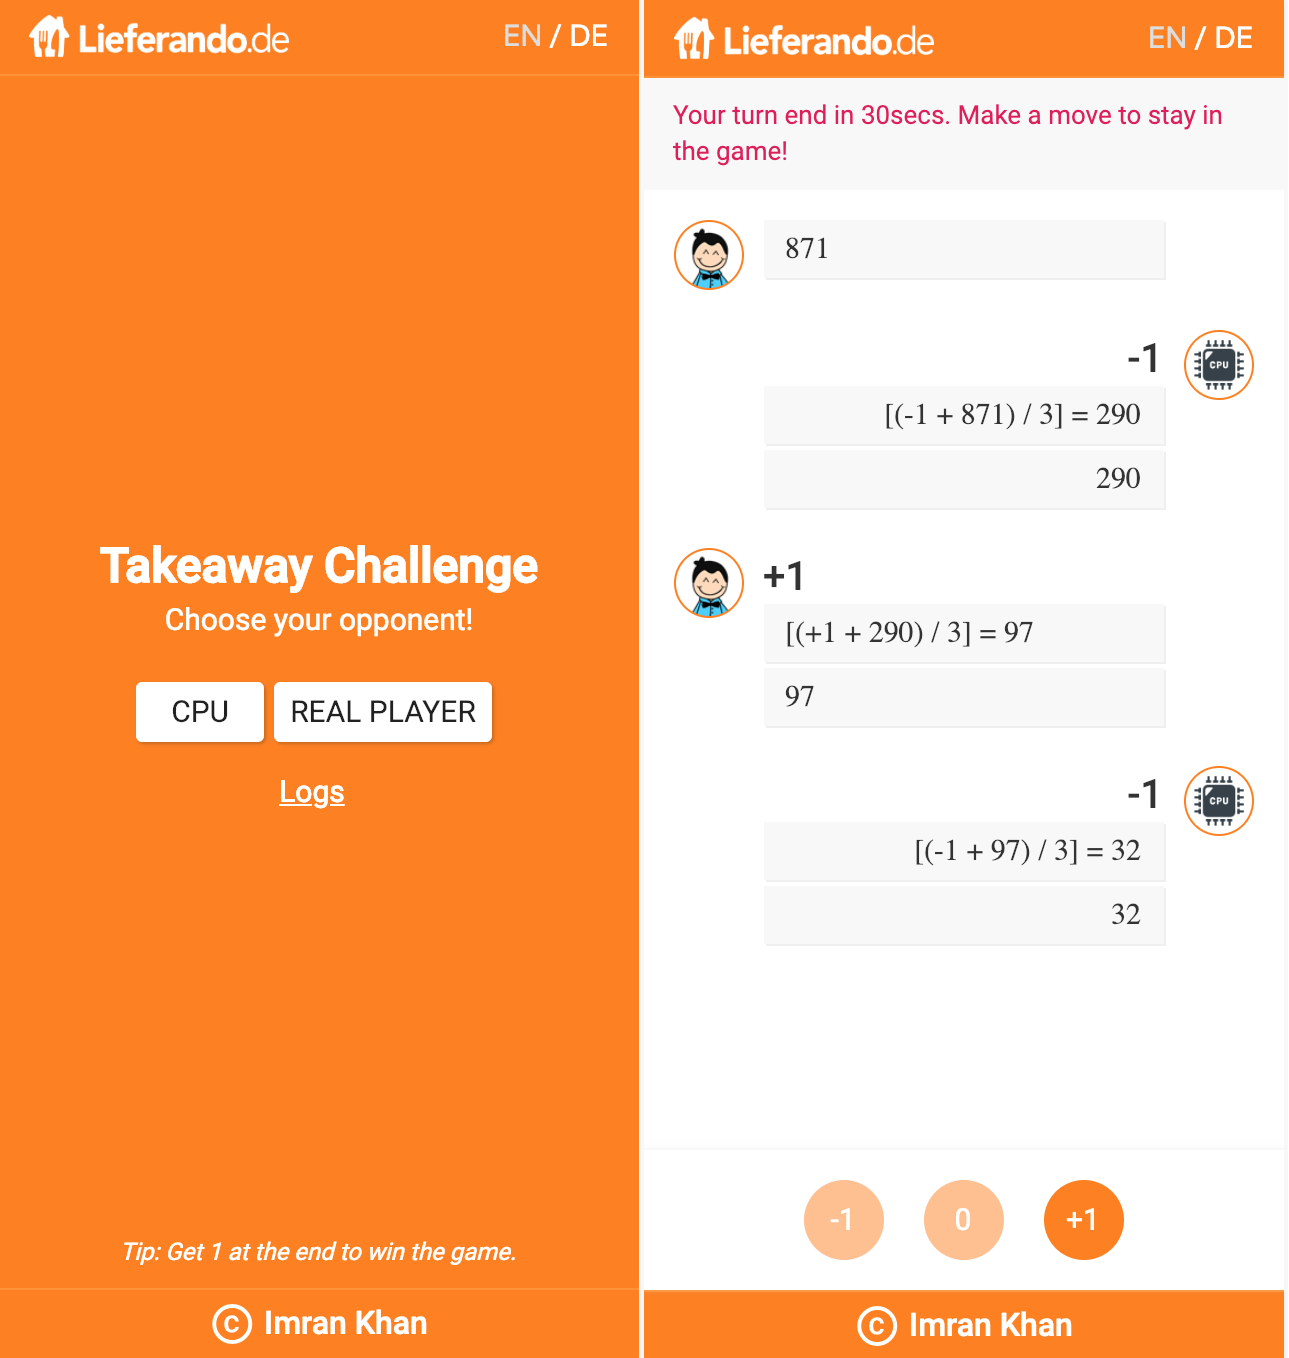 Lieferando.de
EN / DE
Takeaway Challenge
Choose your opponent!
CPU
REAL PLAYER
Logs
Tip: Get 1 at the end to win the game.
© Imran Khan
Lieferando.de
EN / DE
Your turn end in 30secs. Make a move to stay in
the game!
871
-1
CPU
[(-1 + 871) / 3] = 290
290
+1
[(+1 + 290) / 3] = 97
97
-1
CPU
[(-1 + 97) / 3] = 32
32
-1
0
+1
© Imran Khan